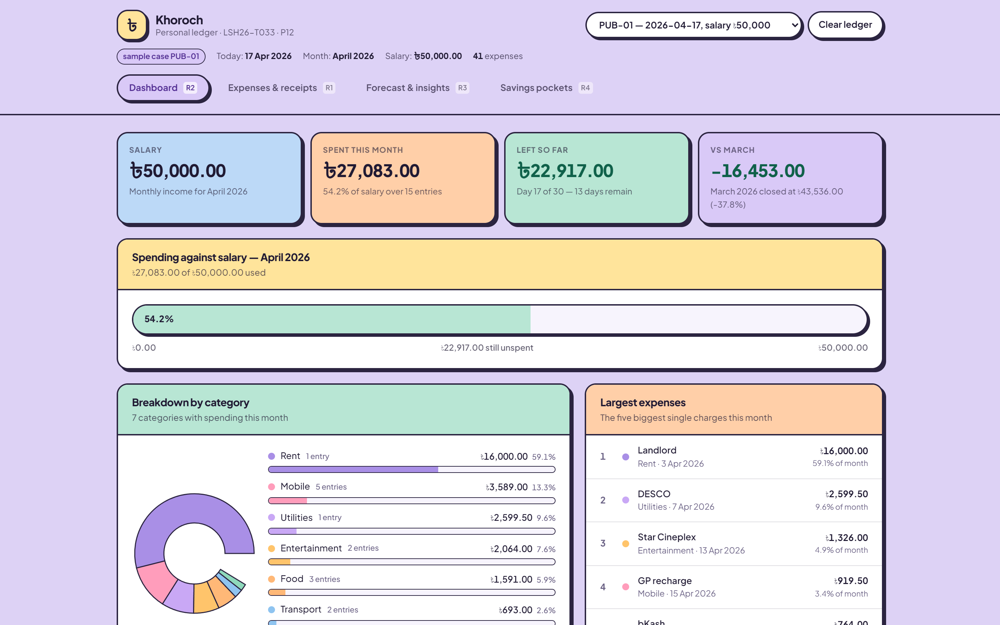 ৳
Khoroch
Personal ledger · LSH26-T033 · P12
PUB-01 — 2026-04-17, salary ৳50,000
Clear ledger
sample case PUB-01
Today: 17 Apr 2026
Month: April 2026
Salary: ৳50,000.00
41 expenses
Dashboard R2
Expenses & receipts R1
Forecast & insights R3
Savings pockets R4
SALARY
৳50,000.00
Monthly income for April 2026
SPENT THIS MONTH
৳27,083.00
54.2% of salary over 15 entries
LEFT SO FAR
৳22,917.00
Day 17 of 30 — 13 days remain
VS MARCH
−16,453.00
March 2026 closed at ৳43,536.00
(-37.8%)
Spending against salary — April 2026
৳27,083.00 of ৳50,000.00 used
54.2%
৳0.00
৳22,917.00 still unspent
৳50,000.00
Breakdown by category
7 categories with spending this month
Rent 1 entry ৳16,000.00 59.1%
Mobile 5 entries ৳3,589.00 13.3%
Utilities 1 entry ৳2,599.50 9.6%
Entertainment 2 entries ৳2,064.00 7.6%
Food 3 entries ৳1,591.00 5.9%
Transport 2 entries ৳693.00 2.6%
Largest expenses
The five biggest single charges this month
1 Landlord ৳16,000.00
Rent · 3 Apr 2026 59.1% of month
2 DESCO ৳2,599.50
Utilities · 7 Apr 2026 9.6% of month
3 Star Cineplex ৳1,326.00
Entertainment · 13 Apr 2026 4.9% of month
4 GP recharge ৳919.50
Mobile · 15 Apr 2026 3.4% of month
bKash ৳764.00